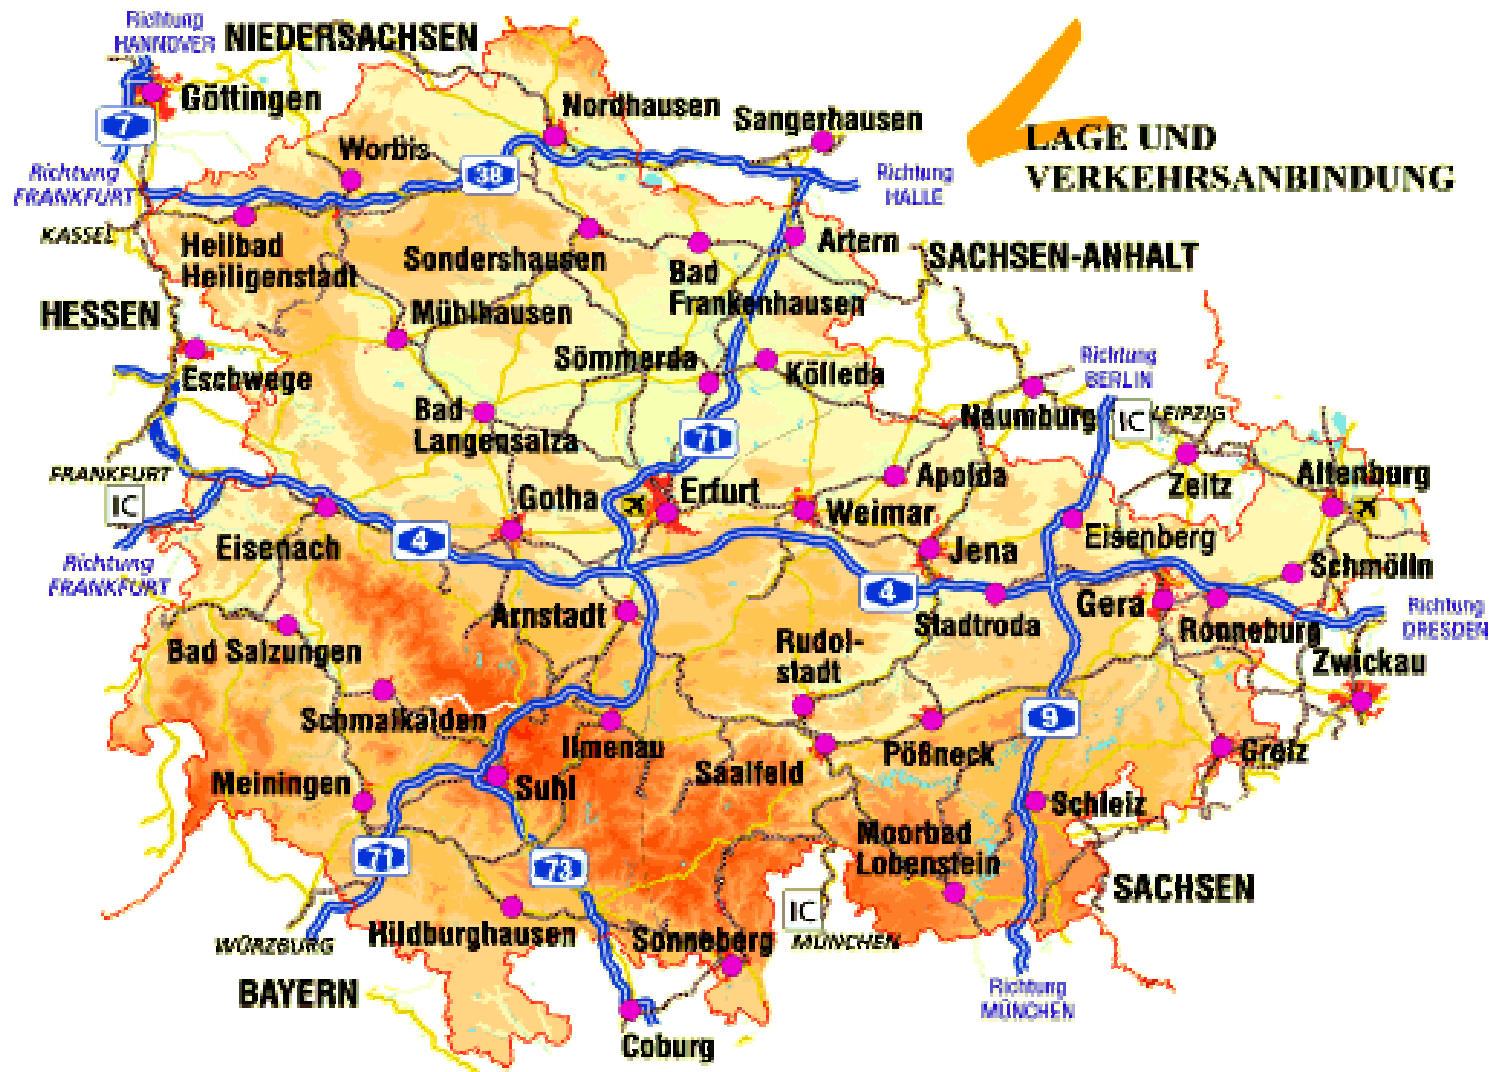 Richtung
HANNOVER
NIEDERSACHSEN
Göttingen
7
Nordhausen
Sangerhausen
LAGE UND
VERKEHRSANBINDUNG
Worbis
38
Richtung
FRANKFURT
Richtung
HALLE
KASSEL
Heilbad
Heiligenstadt
Sondershausen
Bad
Frankenhausen
Artern
SACHSEN-ANHALT
HESSEN
Mühlhausen
Sömmerda
Kölleda
Richtung
BERLIN
Eschwege
Bad
Langensalza
Naumburg
IC
LEIPZIG
71
FRANKFURT
IC
Gotha
Erfurt
Weimar
Apolda
Zeitz
Altenburg
Eisenach
4
Jena
Eisenberg
Schmölln
Richtung
FRANKFURT
4
Arnstadt
Stadtroda
Gera
Ronneburg
Richtung
DRESDEN
Bad Salzungen
Rudol-
stadt
Zwickau
Schmalkalden
Ilmenau
Saalfeld
Pößneck
9
Greiz
Meiningen
Suhl
Schleiz
71
73
Moorbad
Lobenstein
SACHSEN
IC
MÜNCHEN
WÜRZBURG
Hildburghausen
Sonneberg
BAYERN
Richtung
MÜNCHEN
Coburg